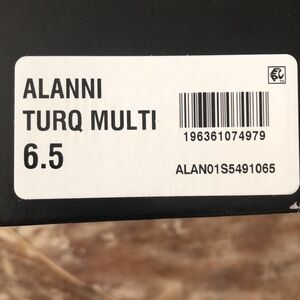 ALANNI
TURQ MULTI
6.5
196361074979
ALAN01S5491065